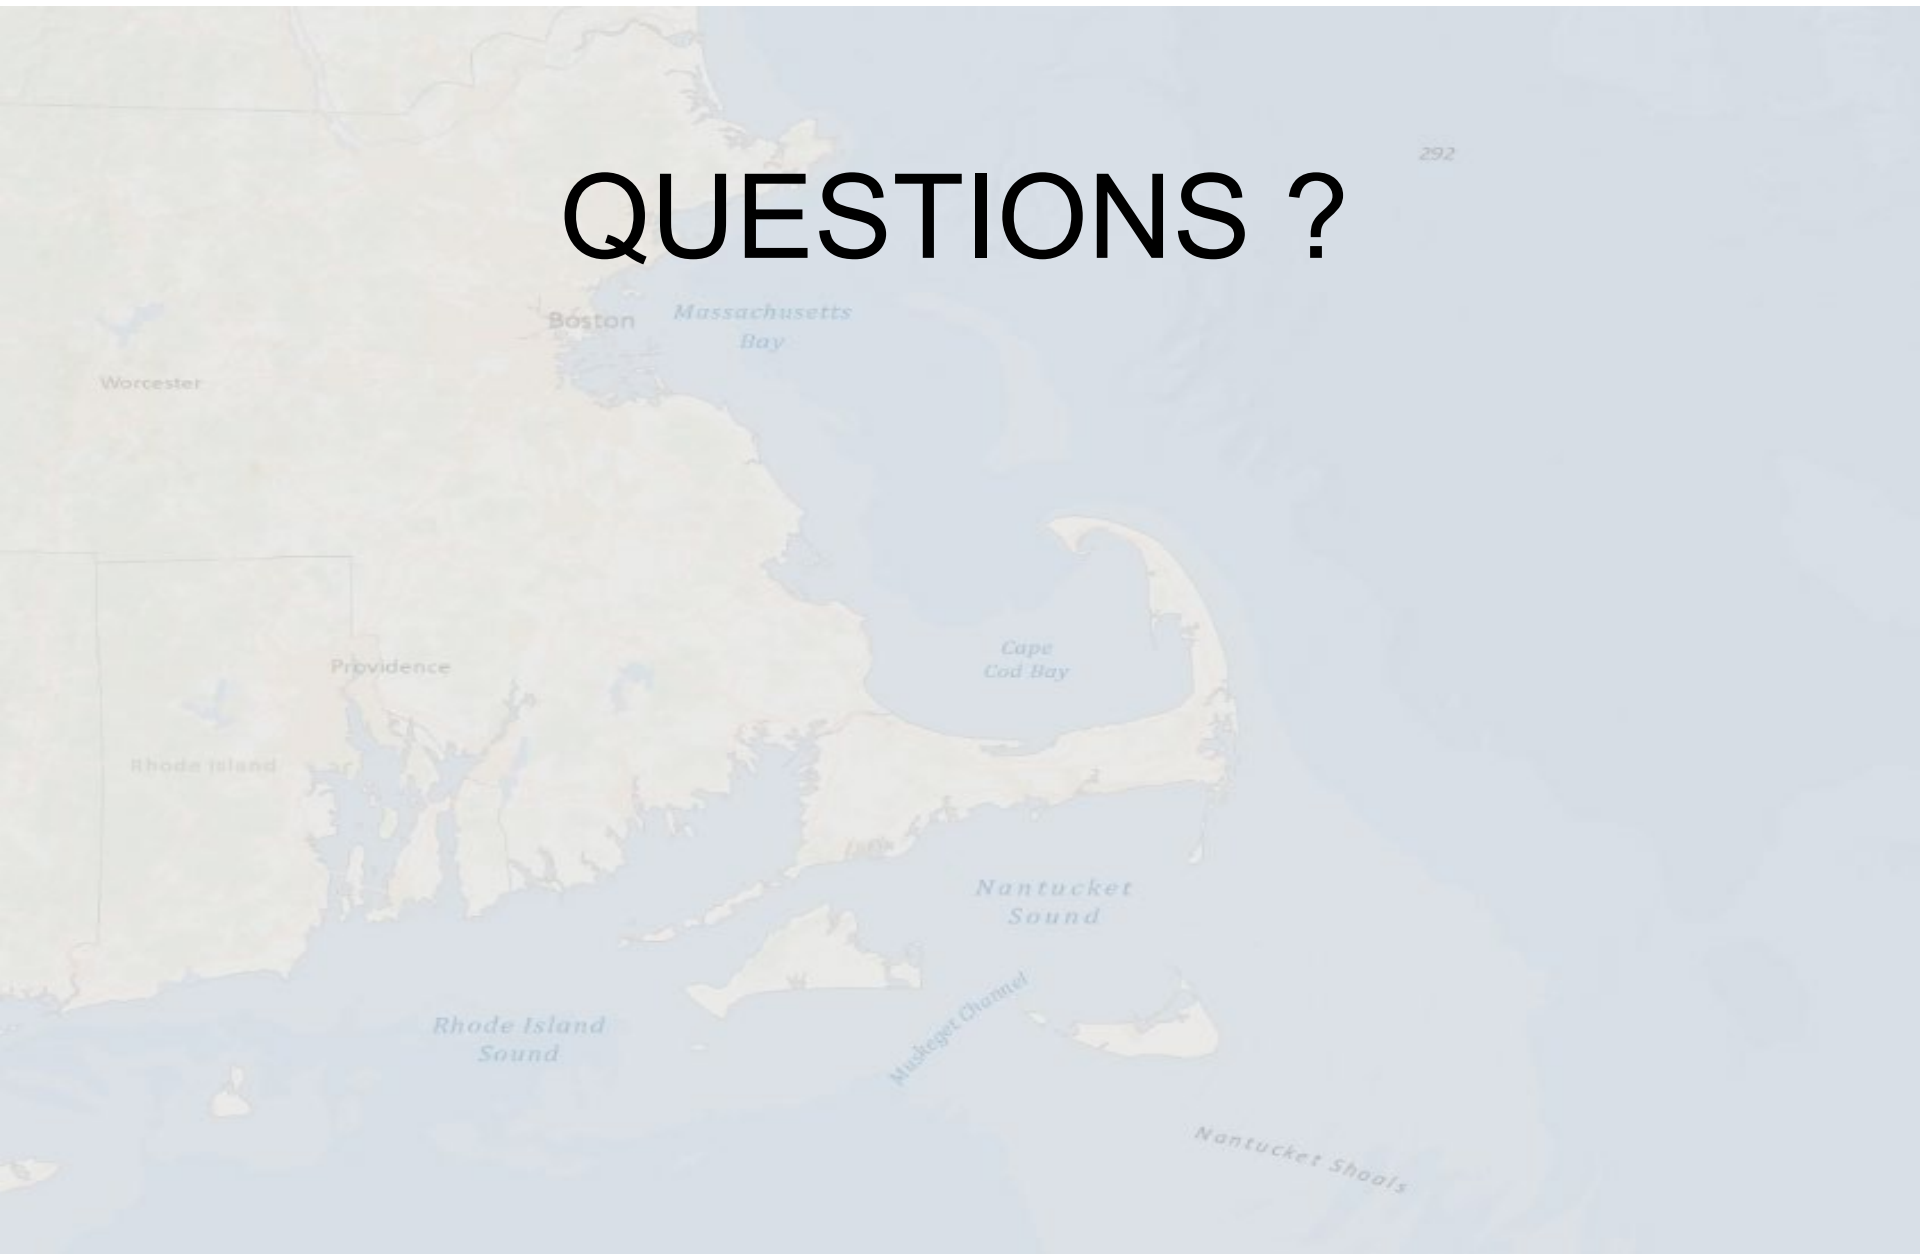 292
QUESTIONS ?
Boston
Massachusetts
Bay
Worcester
Cape
Cod Bay
Providence
Rhode Island
Nantucket
Sound
Muskeget Channel
Rhode Island
Sound
Nantucket Shoals